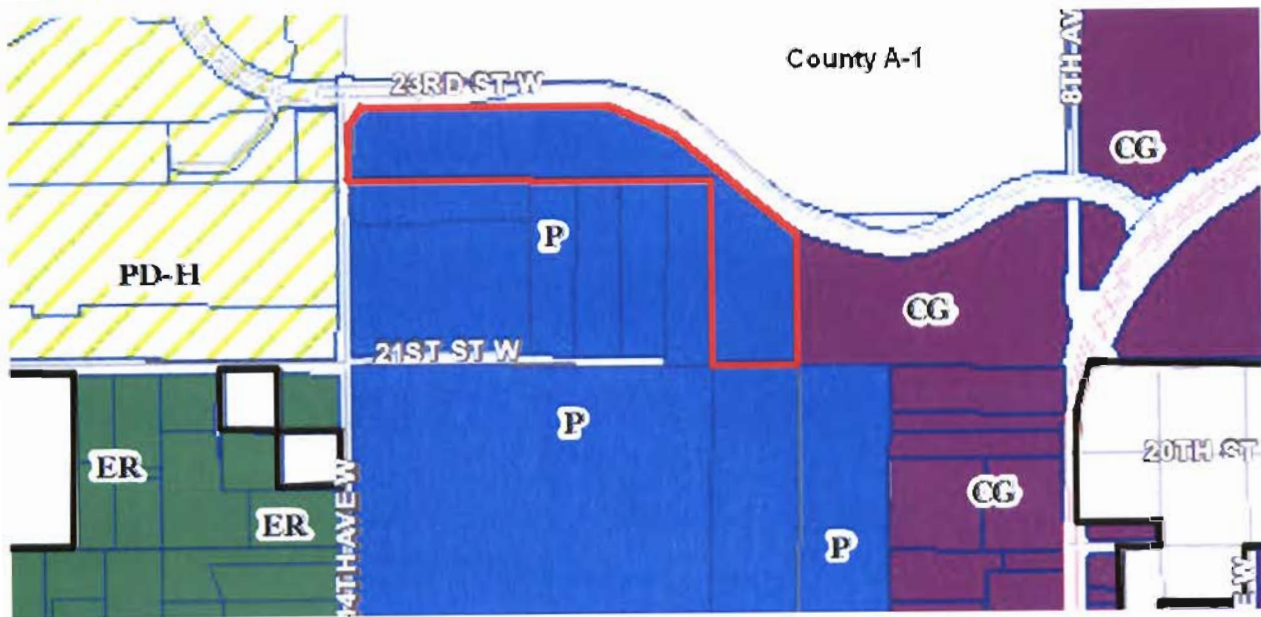 County A-1
23RD ST W
8TH AV
CG
P
PD-H
CG
21ST ST W
P
20TH ST
ER
CG
ER
P
4TH AVE W
E W